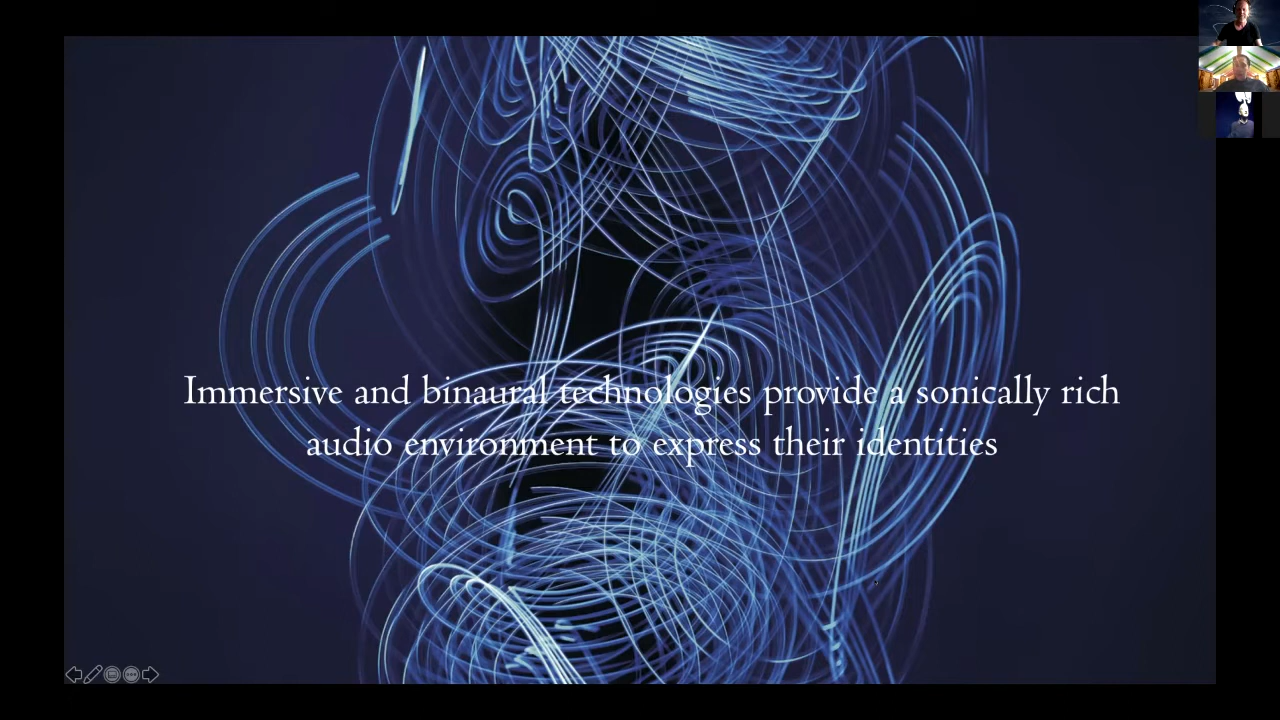 Immersive and binaural technologies provide a sonically rich
audio environment to express their identities